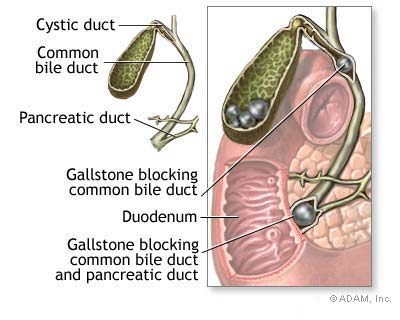 Cystic duct
Common
bile duct
Pancreatic duct
Gallstone blocking
common bile duct
Duodenum
Gallstone blocking
common bile duct
and pancreatic duct
©ADAM, Inc.